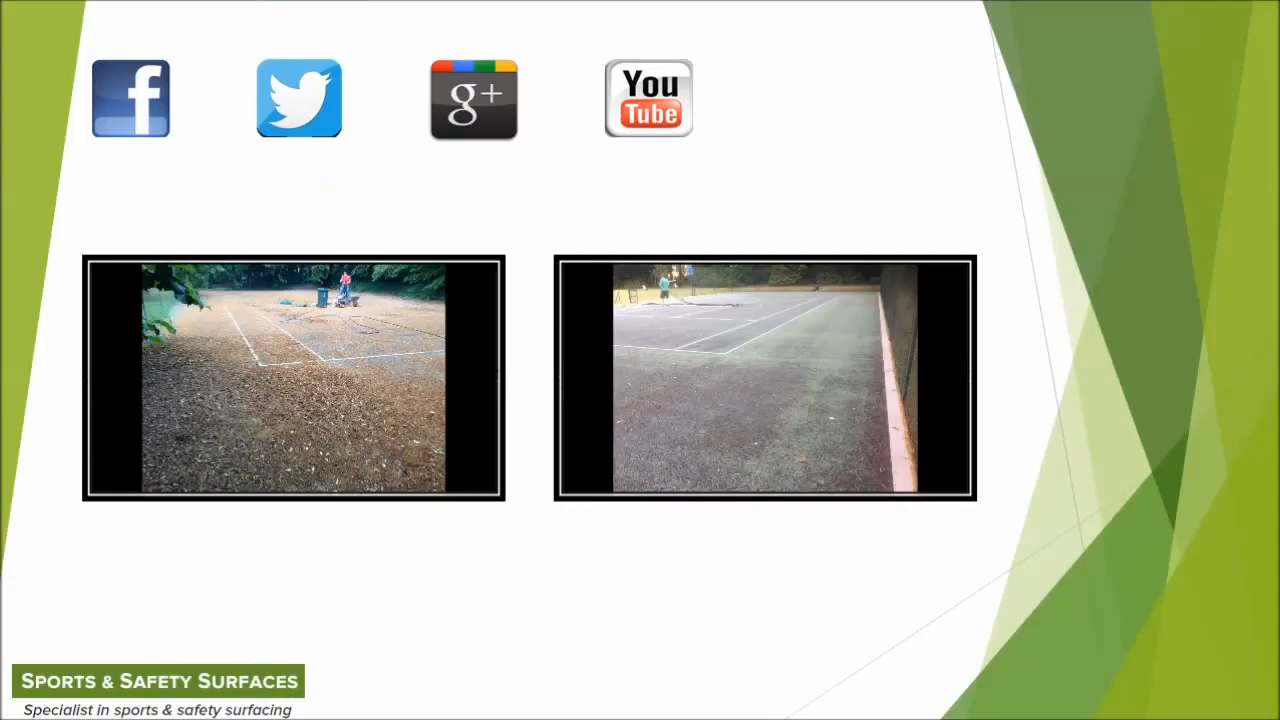 f
g+
You
Tube
SPORTS & SAFETY SURFACES
Specialist in sports & safety surfacing